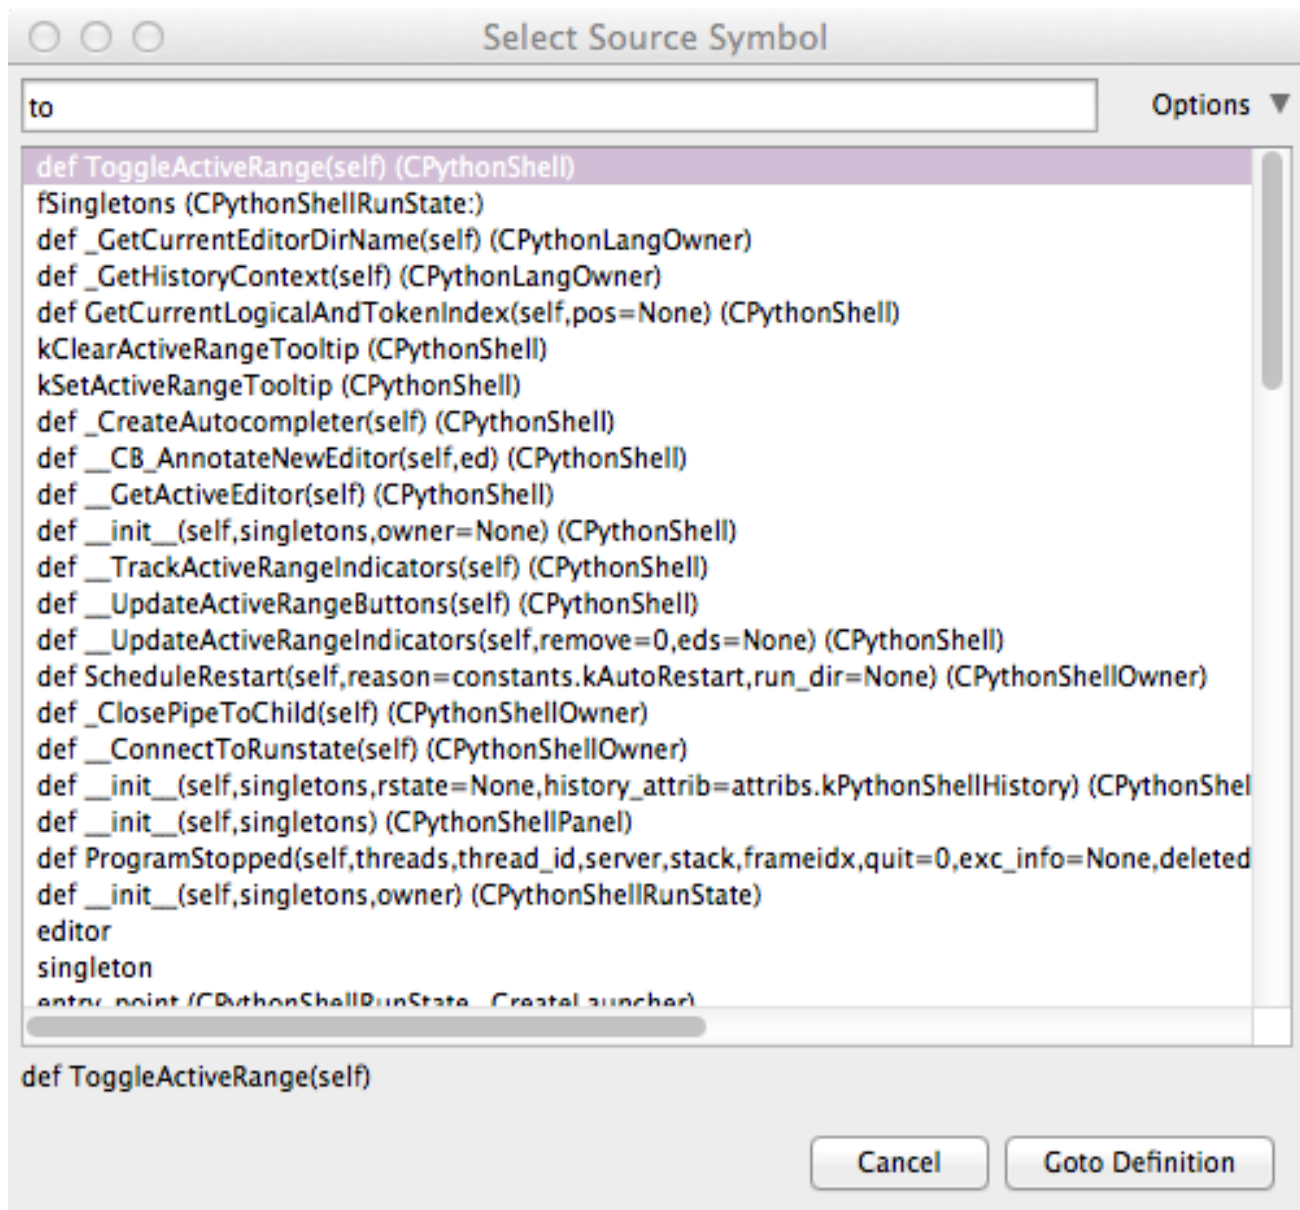 Select Source Symbol
to
Options
def ToggleActiveRange(self) (CPythonShell)
fSingletons (CPythonShellRunState:)
def _GetCurrentEditorDirName(self) (CPythonLangOwner)
def _GetHistoryContext(self) (CPythonLangOwner)
def GetCurrentLogicalAndTokenIndex(self,pos=None) (CPythonShell)
kClearActiveRangeTooltip (CPythonShell)
kSetActiveRangeTooltip (CPythonShell)
def _CreateAutocompleter(self) (CPythonShell)
def __CB_AnnotateNewEditor(self,ed) (CPythonShell)
def __GetActiveEditor(self) (CPythonShell)
def __init__(self,singletons,owner=None) (CPythonShell)
def __TrackActiveRangeIndicators(self) (CPythonShell)
def __UpdateActiveRangeButtons(self) (CPythonShell)
def __UpdateActiveRangeIndicators(self,remove=0,eds=None) (CPythonShell)
def ScheduleRestart(self,reason=constants.kAutoRestart,run_dir=None) (CPythonShellOwner)
def _ClosePipeToChild(self) (CPythonShellOwner)
def __ConnectToRunstate(self) (CPythonShellOwner)
def __init__(self,singletons,rstate=None,history_attrib=attribs.kPythonShellHistory) (CPythonShel
def __init__(self,singletons) (CPythonShellPanel)
def ProgramStopped(self,threads,thread_id,server,stack,frameidx,quit=0,exc_info=None,deleted
def __init__(self,singletons,owner) (CPythonShellRunState)
editor
singleton
entry_point (CPythonShellRunState._CreateLauncher)
def ToggleActiveRange(self)
Cancel
Goto Definition